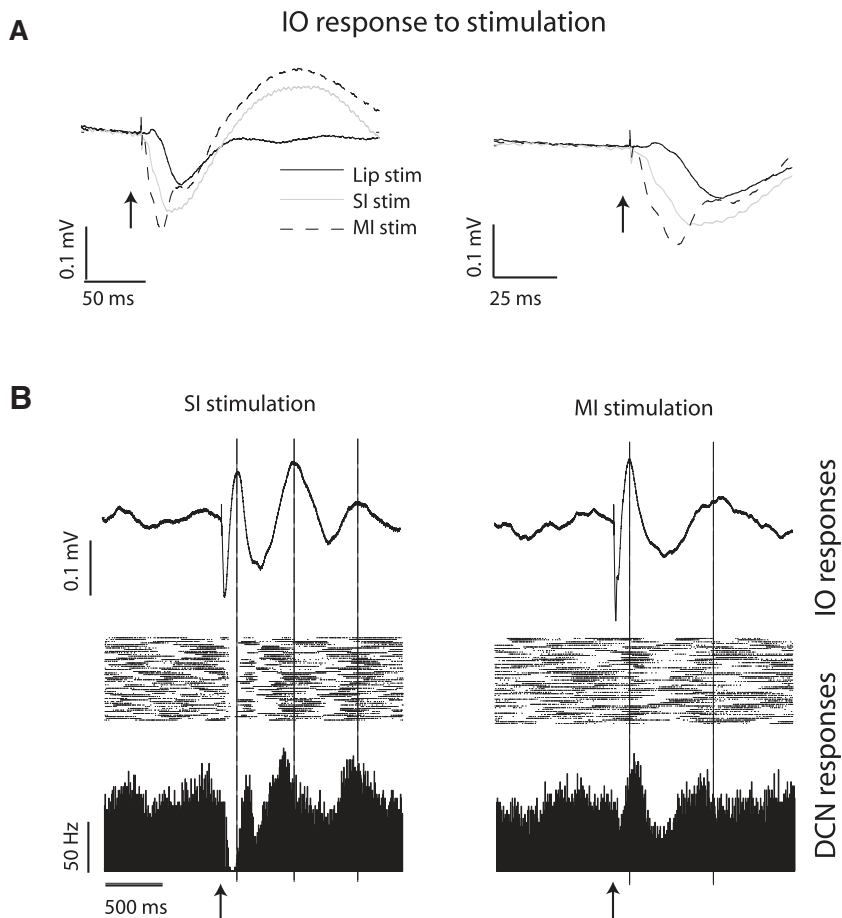 A
IO response to stimulation
Lip stim
SI stim
MI stim
0.1 mV
50 ms
0.1 mV
25 ms
B
SI stimulation
MI stimulation
0.1 mV
IO responses
50 Hz
DCN responses
500 ms